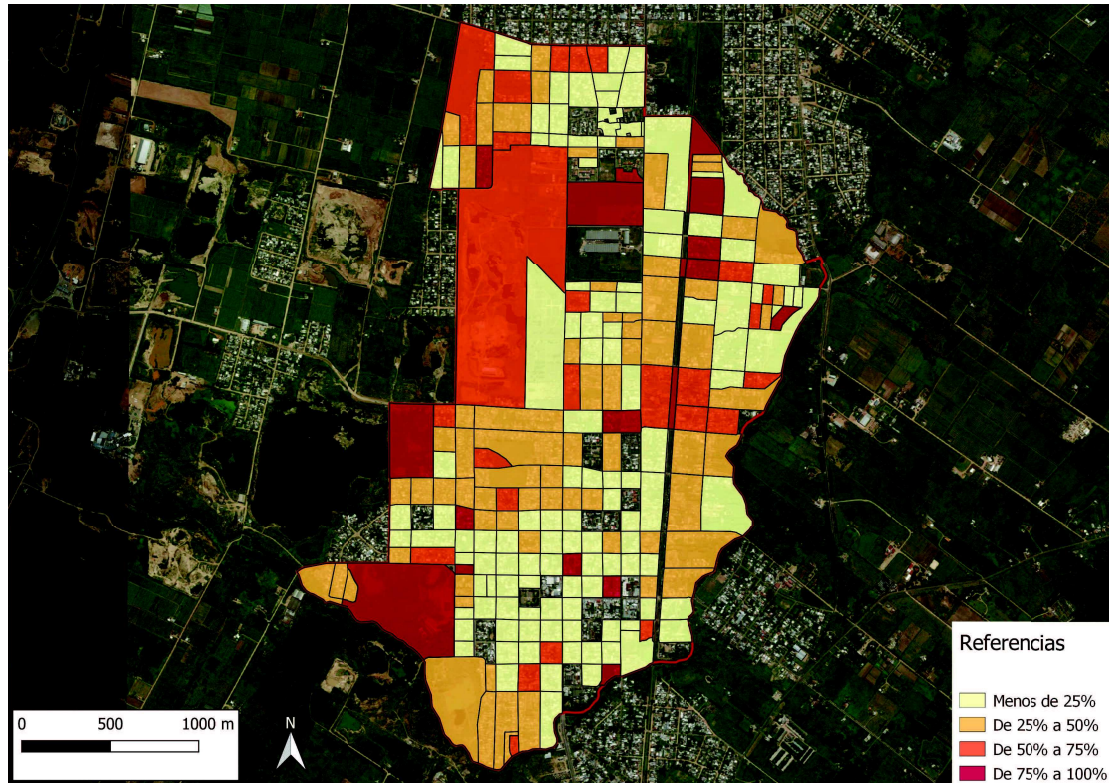 Referencias
Menos de 25%
De 25% a 50%
De 50% a 75%
De 75% a 100%
0 500 1000 m
N